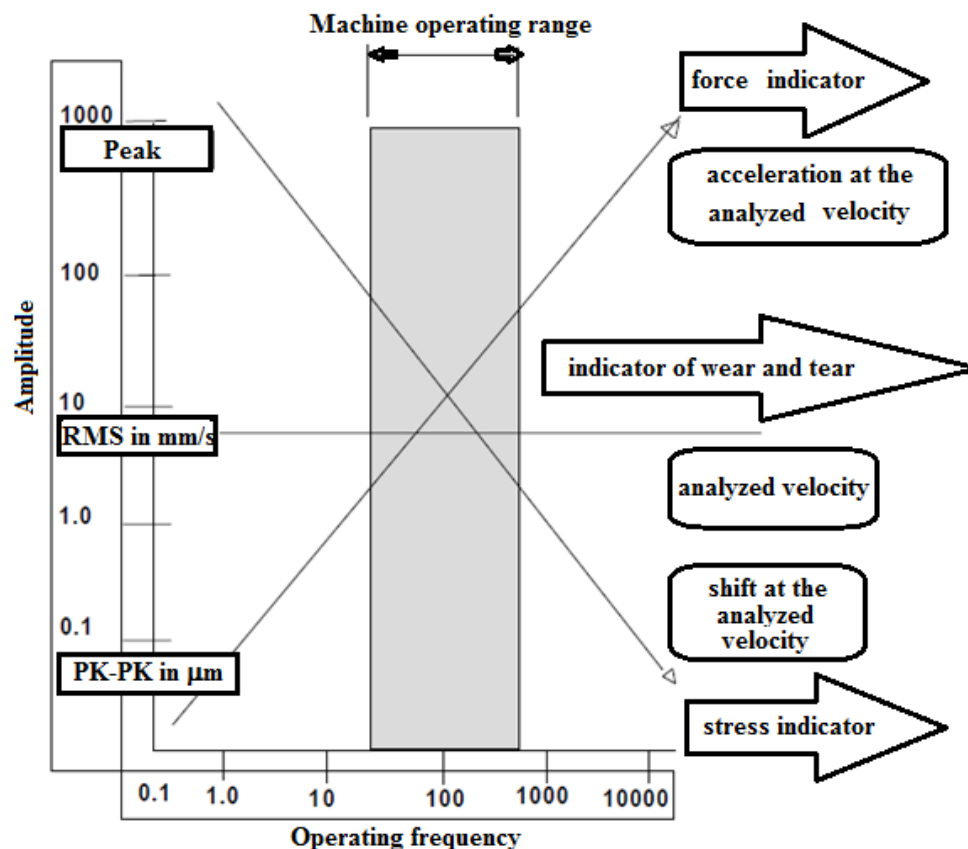 Machine operating range
force indicator
1000
Peak
acceleration at the
analyzed velocity
100
Amplitude
indicator of wear and tear
10
RMS in mm/s
analyzed velocity
1.0
shift at the
analyzed
velocity
0.1
PK-PK in μm
stress indicator
0.1 1.0 10 100 1000 10000
Operating frequency